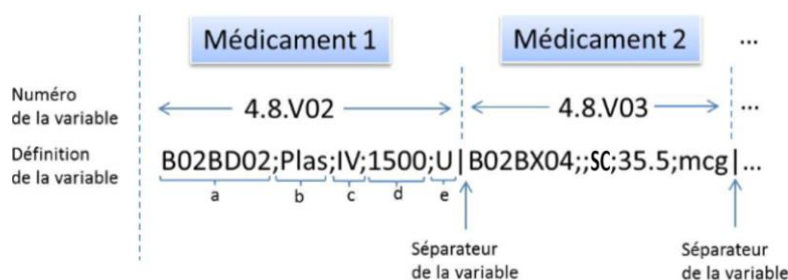 Médicament 1 Médicament 2 ...
Numéro
de la variable
4.8.V02 4.8.V03 ...
Définition
de la variable
B02BD02;Plas;IV;1500;U|B02BX04;;SC;35.5;mcg|...
a b c d e
Séparateur
de la variable
Séparateur
de la variable